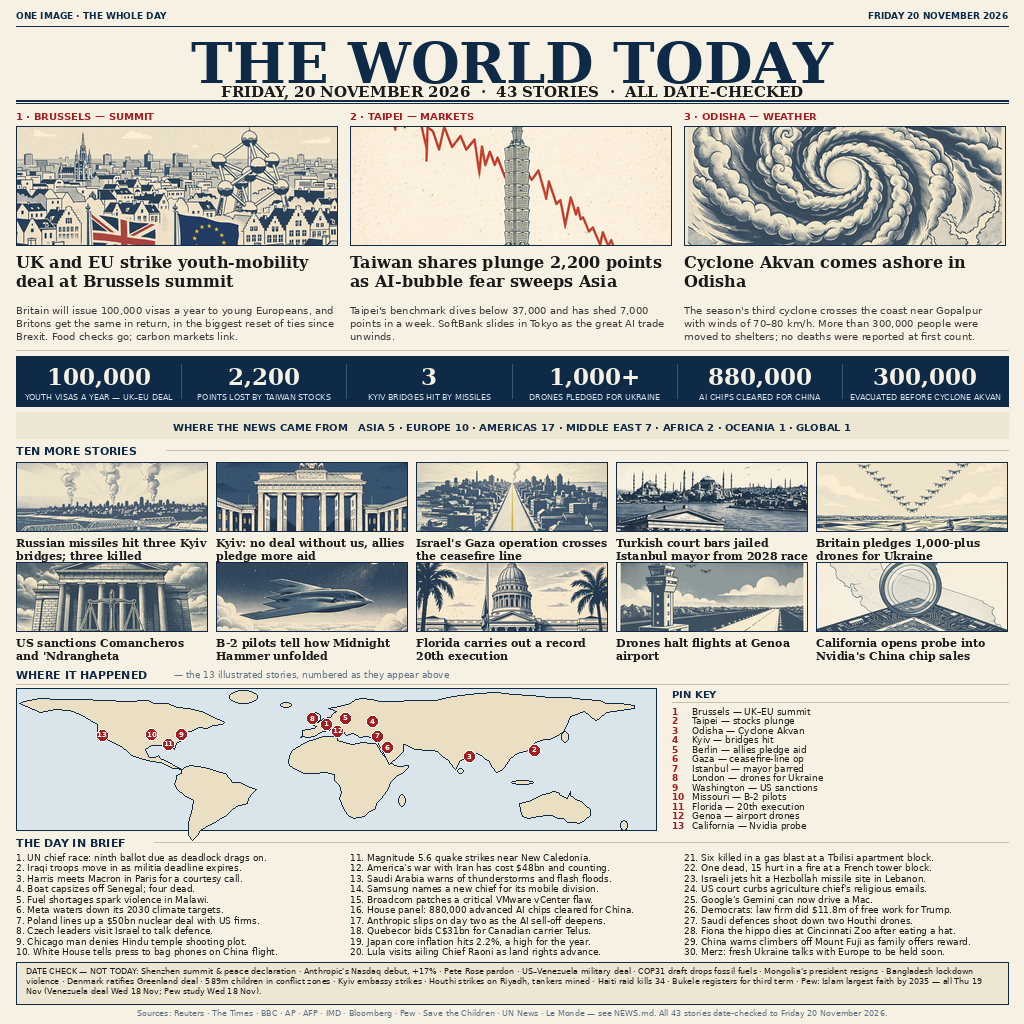 ONE IMAGE · THE WHOLE DAY
FRIDAY 20 NOVEMBER 2026
THE WORLD TODAY
FRIDAY, 20 NOVEMBER 2026 · 43 STORIES · ALL DATE-CHECKED
1 · BRUSSELS — SUMMIT
UK and EU strike youth-mobility
deal at Brussels summit
Britain will issue 100,000 visas a year to young Europeans, and
Britons get the same in return, in the biggest reset of ties since
Brexit. Food checks go; carbon markets link.
2 · TAIPEI — MARKETS
Taiwan shares plunge 2,200 points
as AI-bubble fear sweeps Asia
Taipei's benchmark dives below 37,000 and has shed 7,000
points in a week. SoftBank slides in Tokyo as the great AI trade
unwinds.
3 · ODISHA — WEATHER
Cyclone Akvan comes ashore in
Odisha
The season's third cyclone crosses the coast near Gopalpur
with winds of 70–80 km/h. More than 300,000 people were
moved to shelters; no deaths were reported at first count.
100,000
YOUTH VISAS A YEAR — UK–EU DEAL
2,200
POINTS LOST BY TAIWAN STOCKS
3
KYIV BRIDGES HIT BY MISSILES
1,000+
DRONES PLEDGED FOR UKRAINE
880,000
AI CHIPS CLEARED FOR CHINA
300,000
EVACUATED BEFORE CYCLONE AKVAN
WHERE THE NEWS CAME FROM ASIA 5 · EUROPE 10 · AMERICAS 17 · MIDDLE EAST 7 · AFRICA 2 · OCEANIA 1 · GLOBAL 1
TEN MORE STORIES
Russian missiles hit three Kyiv
bridges; three killed
Kyiv: no deal without us, allies
pledge more aid
Israel's Gaza operation crosses
the ceasefire line
Turkish court bars jailed
Istanbul mayor from 2028 race
Britain pledges 1,000-plus
drones for Ukraine
US sanctions Comancheros
and 'Ndrangheta
B-2 pilots tell how Midnight
Hammer unfolded
Florida carries out a record
20th execution
Drones halt flights at Genoa
airport
California opens probe into
Nvidia's China chip sales
WHERE IT HAPPENED — the 13 illustrated stories, numbered as they appear above
8
1
5
4
12
7
6
13
10
11
9
3
2
PIN KEY
1 Brussels — UK–EU summit
2 Taipei — stocks plunge
3 Odisha — Cyclone Akvan
4 Kyiv — bridges hit
5 Berlin — allies pledge aid
6 Gaza — ceasefire-line op
7 Istanbul — mayor barred
8 London — drones for Ukraine
9 Washington — US sanctions
10 Missouri — B-2 pilots
11 Florida — 20th execution
12 Genoa — airport drones
13 California — Nvidia probe
THE DAY IN BRIEF
1. UN chief race: ninth ballot due as deadlock drags on.
2. Iraqi troops move in as militia deadline expires.
3. Harris meets Macron in Paris for a courtesy call.
4. Boat capsizes off Senegal; four dead.
5. Fuel shortages spark violence in Malawi.
6. Meta waters down its 2030 climate targets.
7. Poland lines up a $50bn nuclear deal with US firms.
8. Czech leaders visit Israel to talk defence.
9. Chicago man denies Hindu temple shooting plot.
10. White House tells press to bag phones on China flight.
11. Magnitude 5.6 quake strikes near New Caledonia.
12. America's war with Iran has cost $48bn and counting.
13. Saudi Arabia warns of thunderstorms and flash floods.
14. Samsung names a new chief for its mobile division.
15. Broadcom patches a critical VMware vCenter flaw.
16. House panel: 880,000 advanced AI chips cleared for China.
17. Anthropic slips on day two as the AI sell-off deepens.
18. Quebecor bids C$31bn for Canadian carrier Telus.
19. Japan core inflation hits 2.2%, a high for the year.
20. Lula visits ailing Chief Raoni as land rights advance.
21. Six killed in a gas blast at a Tbilisi apartment block.
22. One dead, 15 hurt in a fire at a French tower block.
23. Israeli jets hit a Hezbollah missile site in Lebanon.
24. US court curbs agriculture chief's religious emails.
25. Google's Gemini can now drive a Mac.
26. Democrats: law firm did $11.8m of free work for Trump.
27. Saudi defences shoot down two Houthi drones.
28. Fiona the hippo dies at Cincinnati Zoo after eating a hat.
29. China warns climbers off Mount Fuji as family offers reward.
30. Merz: fresh Ukraine talks with Europe to be held soon.
DATE CHECK — NOT TODAY: Shenzhen summit & peace declaration · Anthropic's Nasdaq debut, +17% · Pete Rose pardon · US–Venezuela military deal · COP31 draft drops fossil fuels · Mongolia's president resigns · Bangladesh lockdown
violence · Denmark ratifies Greenland deal · 589m children in conflict zones · Kyiv embassy strikes · Houthi strikes on Riyadh, tankers mined · Haiti raid kills 34 · Bukele registers for third term · Pew: Islam largest faith by 2035 — all Thu 19
Nov (Venezuela deal Wed 18 Nov; Pew study Wed 18 Nov).
Sources: Reuters · The Times · BBC · AP · AFP · IMD · Bloomberg · Pew · Save the Children · UN News · Le Monde — see NEWS.md. All 43 stories date-checked to Friday 20 November 2026.